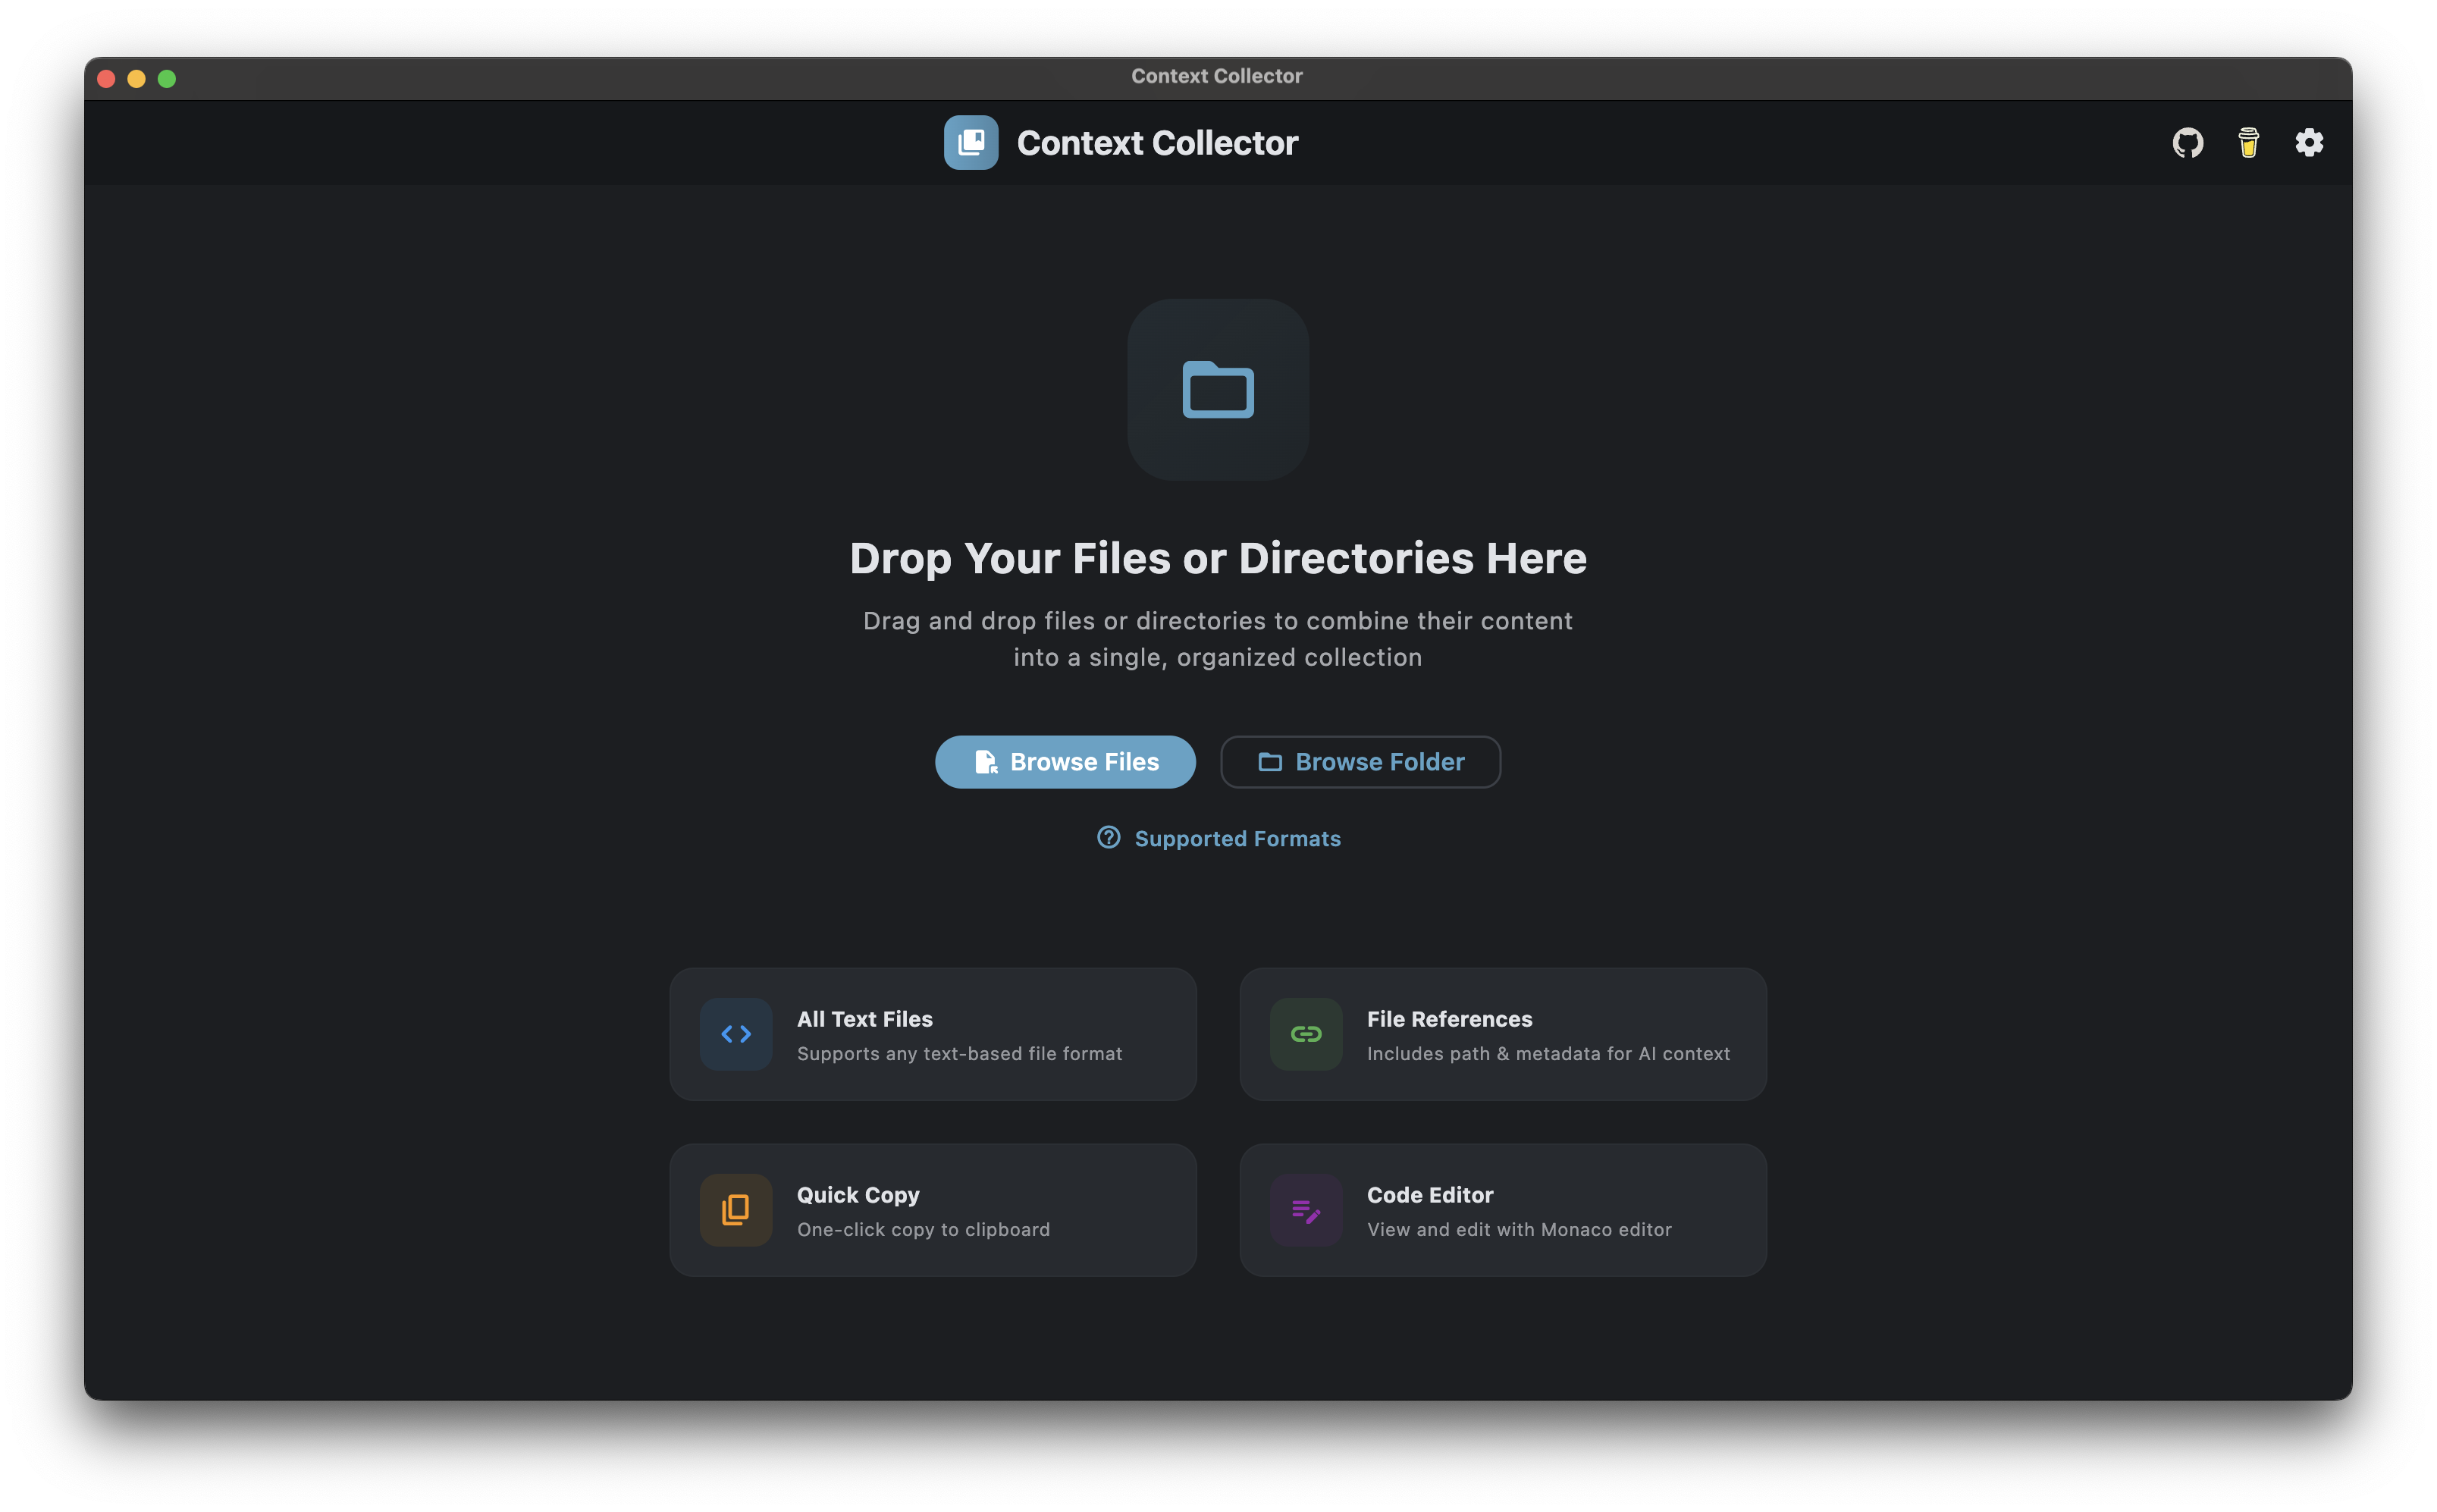 Context Collector
Context Collector
Drop Your Files or Directories Here
Drag and drop files or directories to combine their content
into a single, organized collection
Browse Files
Browse Folder
Supported Formats
All Text Files
Supports any text-based file format
File References
Includes path & metadata for AI context
Quick Copy
One-click copy to clipboard
Code Editor
View and edit with Monaco editor